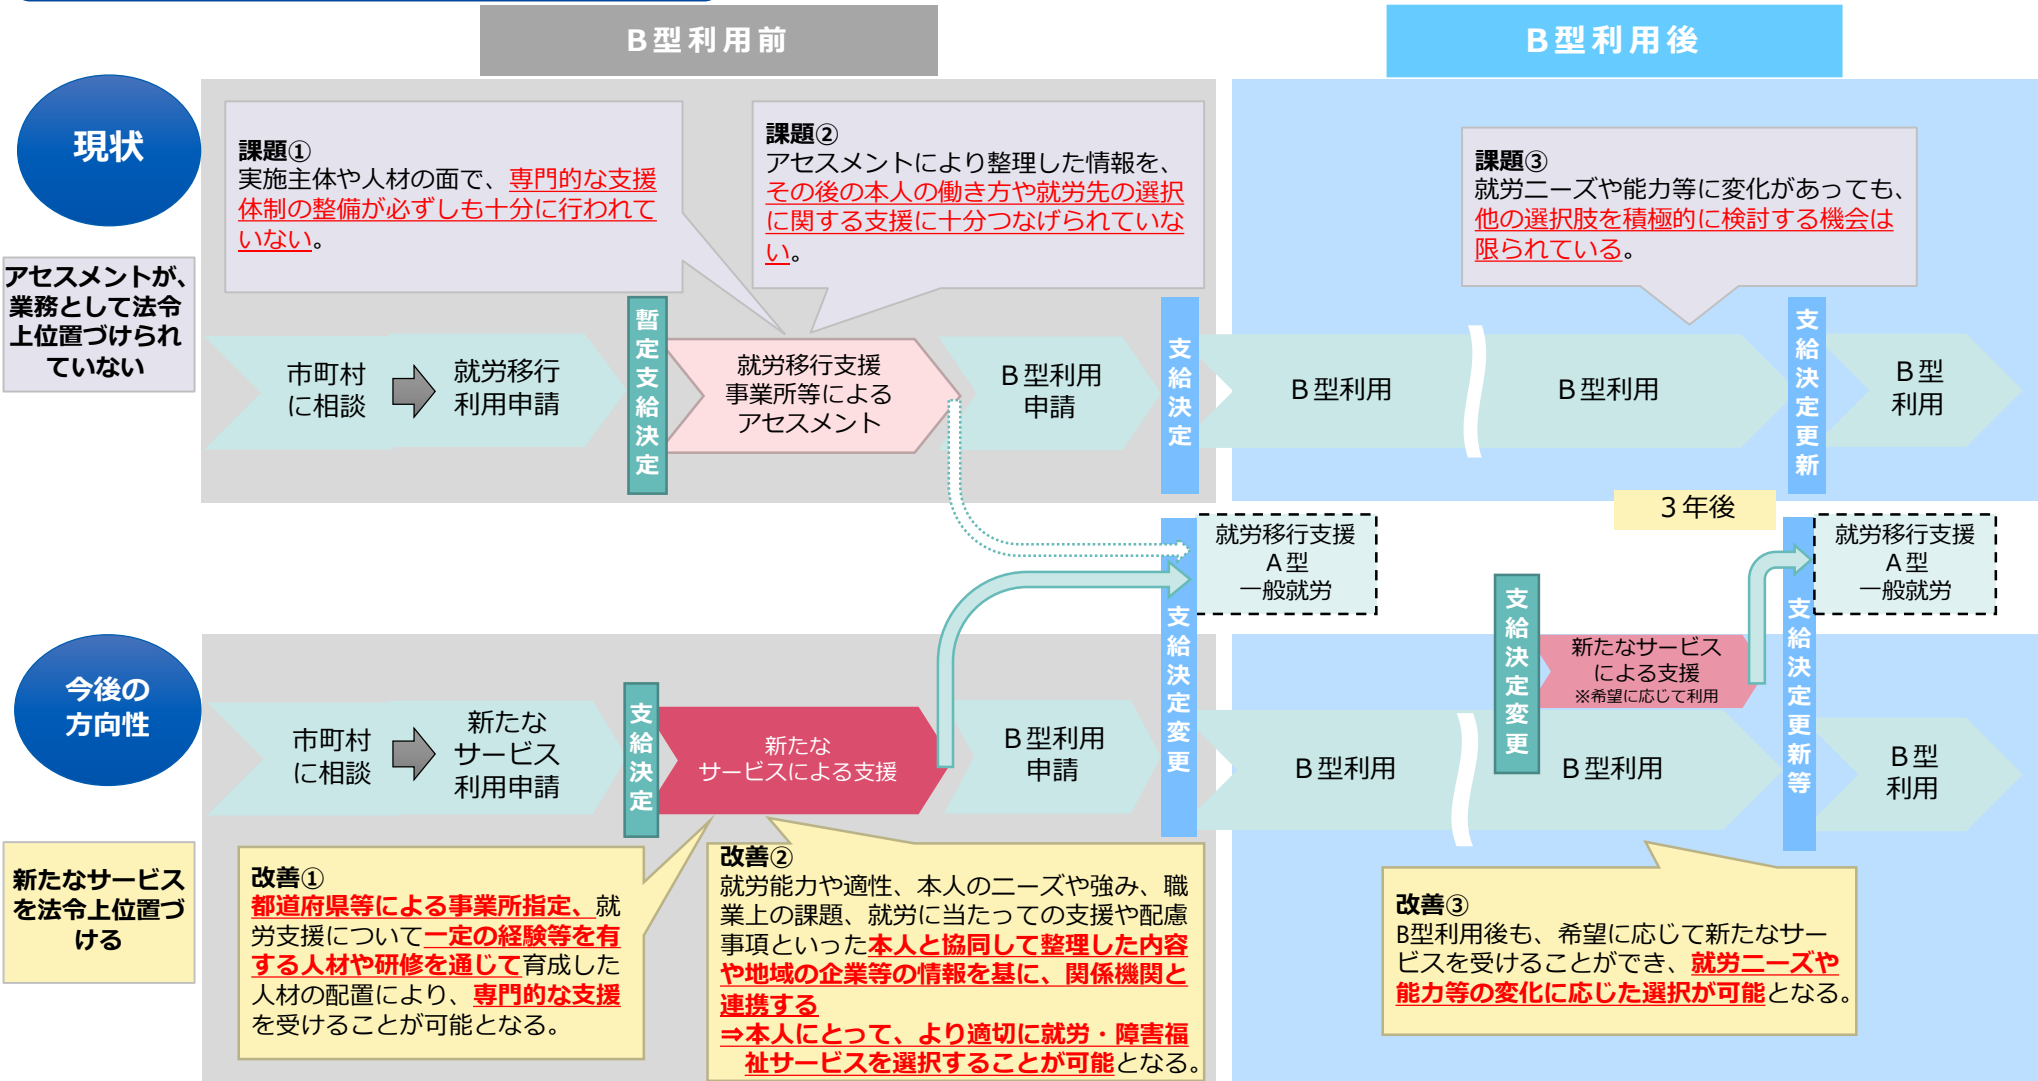 B型利用前
B型利用後
現状
アセスメントが、
業務として法令
上位置づけられ
ていない
課題①
実施主体や人材の面で、専門的な支援
体制の整備が必ずしも十分に行われて
いない。
課題②
アセスメントにより整理した情報を、
その後の本人の働き方や就労先の選択
に関する支援に十分つなげられていな
い。
課題③
就労ニーズや能力等に変化があっても、
他の選択肢を積極的に検討する機会は
限られている。
市町村
に相談
就労移行
利用申請
暫定支給決定
就労移行支援
事業所等による
アセスメント
B型利用
申請
支給決定
B型利用
B型利用
支給決定更新
B型
利用
3年後
就労移行支援
A型
一般就労
就労移行支援
A型
一般就労
今後の
方向性
新たなサービス
を法令上位置づ
ける
市町村
に相談
新たな
サービス
利用申請
支給決定
新たな
サービスによる支援
B型利用
申請
支給決定変更
B型利用
支給決定変更
新たなサービス
による支援
※希望に応じて利用
B型利用
支給決定更新等
B型
利用
改善①
都道府県等による事業所指定、就
労支援について一定の経験等を有
する人材や研修を通じて育成した
人材の配置により、専門的な支援
を受けることが可能となる。
改善②
就労能力や適性、本人のニーズや強み、職
業上の課題、就労に当たっての支援や配慮
事項といった本人と協同して整理した内容
や地域の企業等の情報を基に、関係機関と
連携する
⇒本人にとって、より適切に就労・障害福
祉サービスを選択することが可能となる。
改善③
B型利用後も、希望に応じて新たなサー
ビスを受けることができ、就労ニーズや
能力等の変化に応じた選択が可能となる。